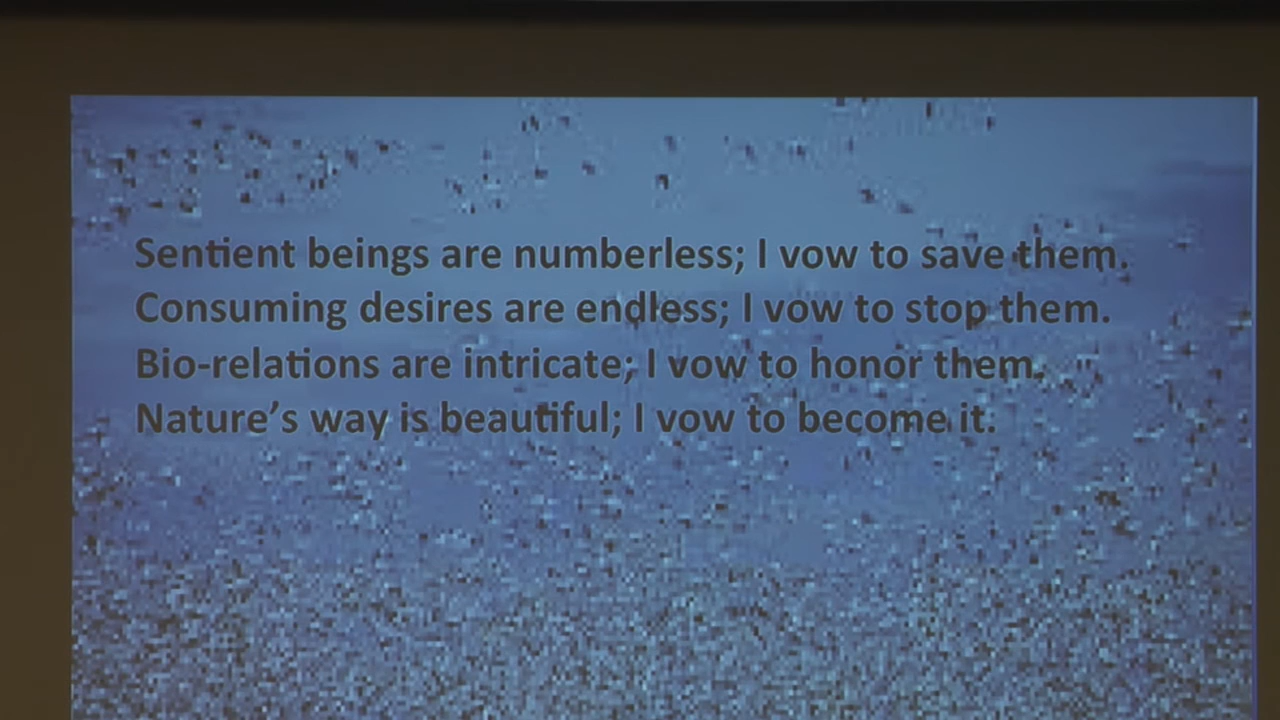 Sentient beings are numberless; I vow to save them.
Consuming desires are endless; I vow to stop them.
Bio-relations are intricate; I vow to honor them.
Nature's way is beautiful; I vow to become it.